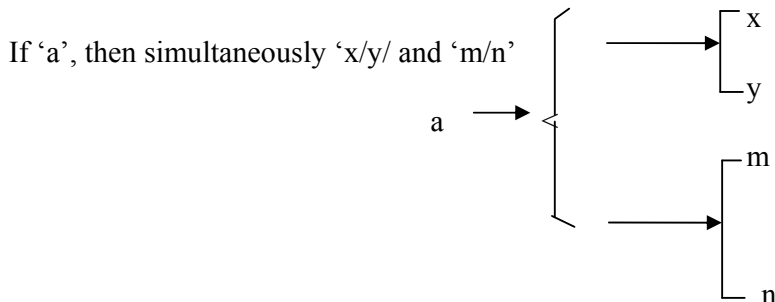 x
If ‘a’, then simultaneously ‘x/y/ and ‘m/n’
y
a
m
n